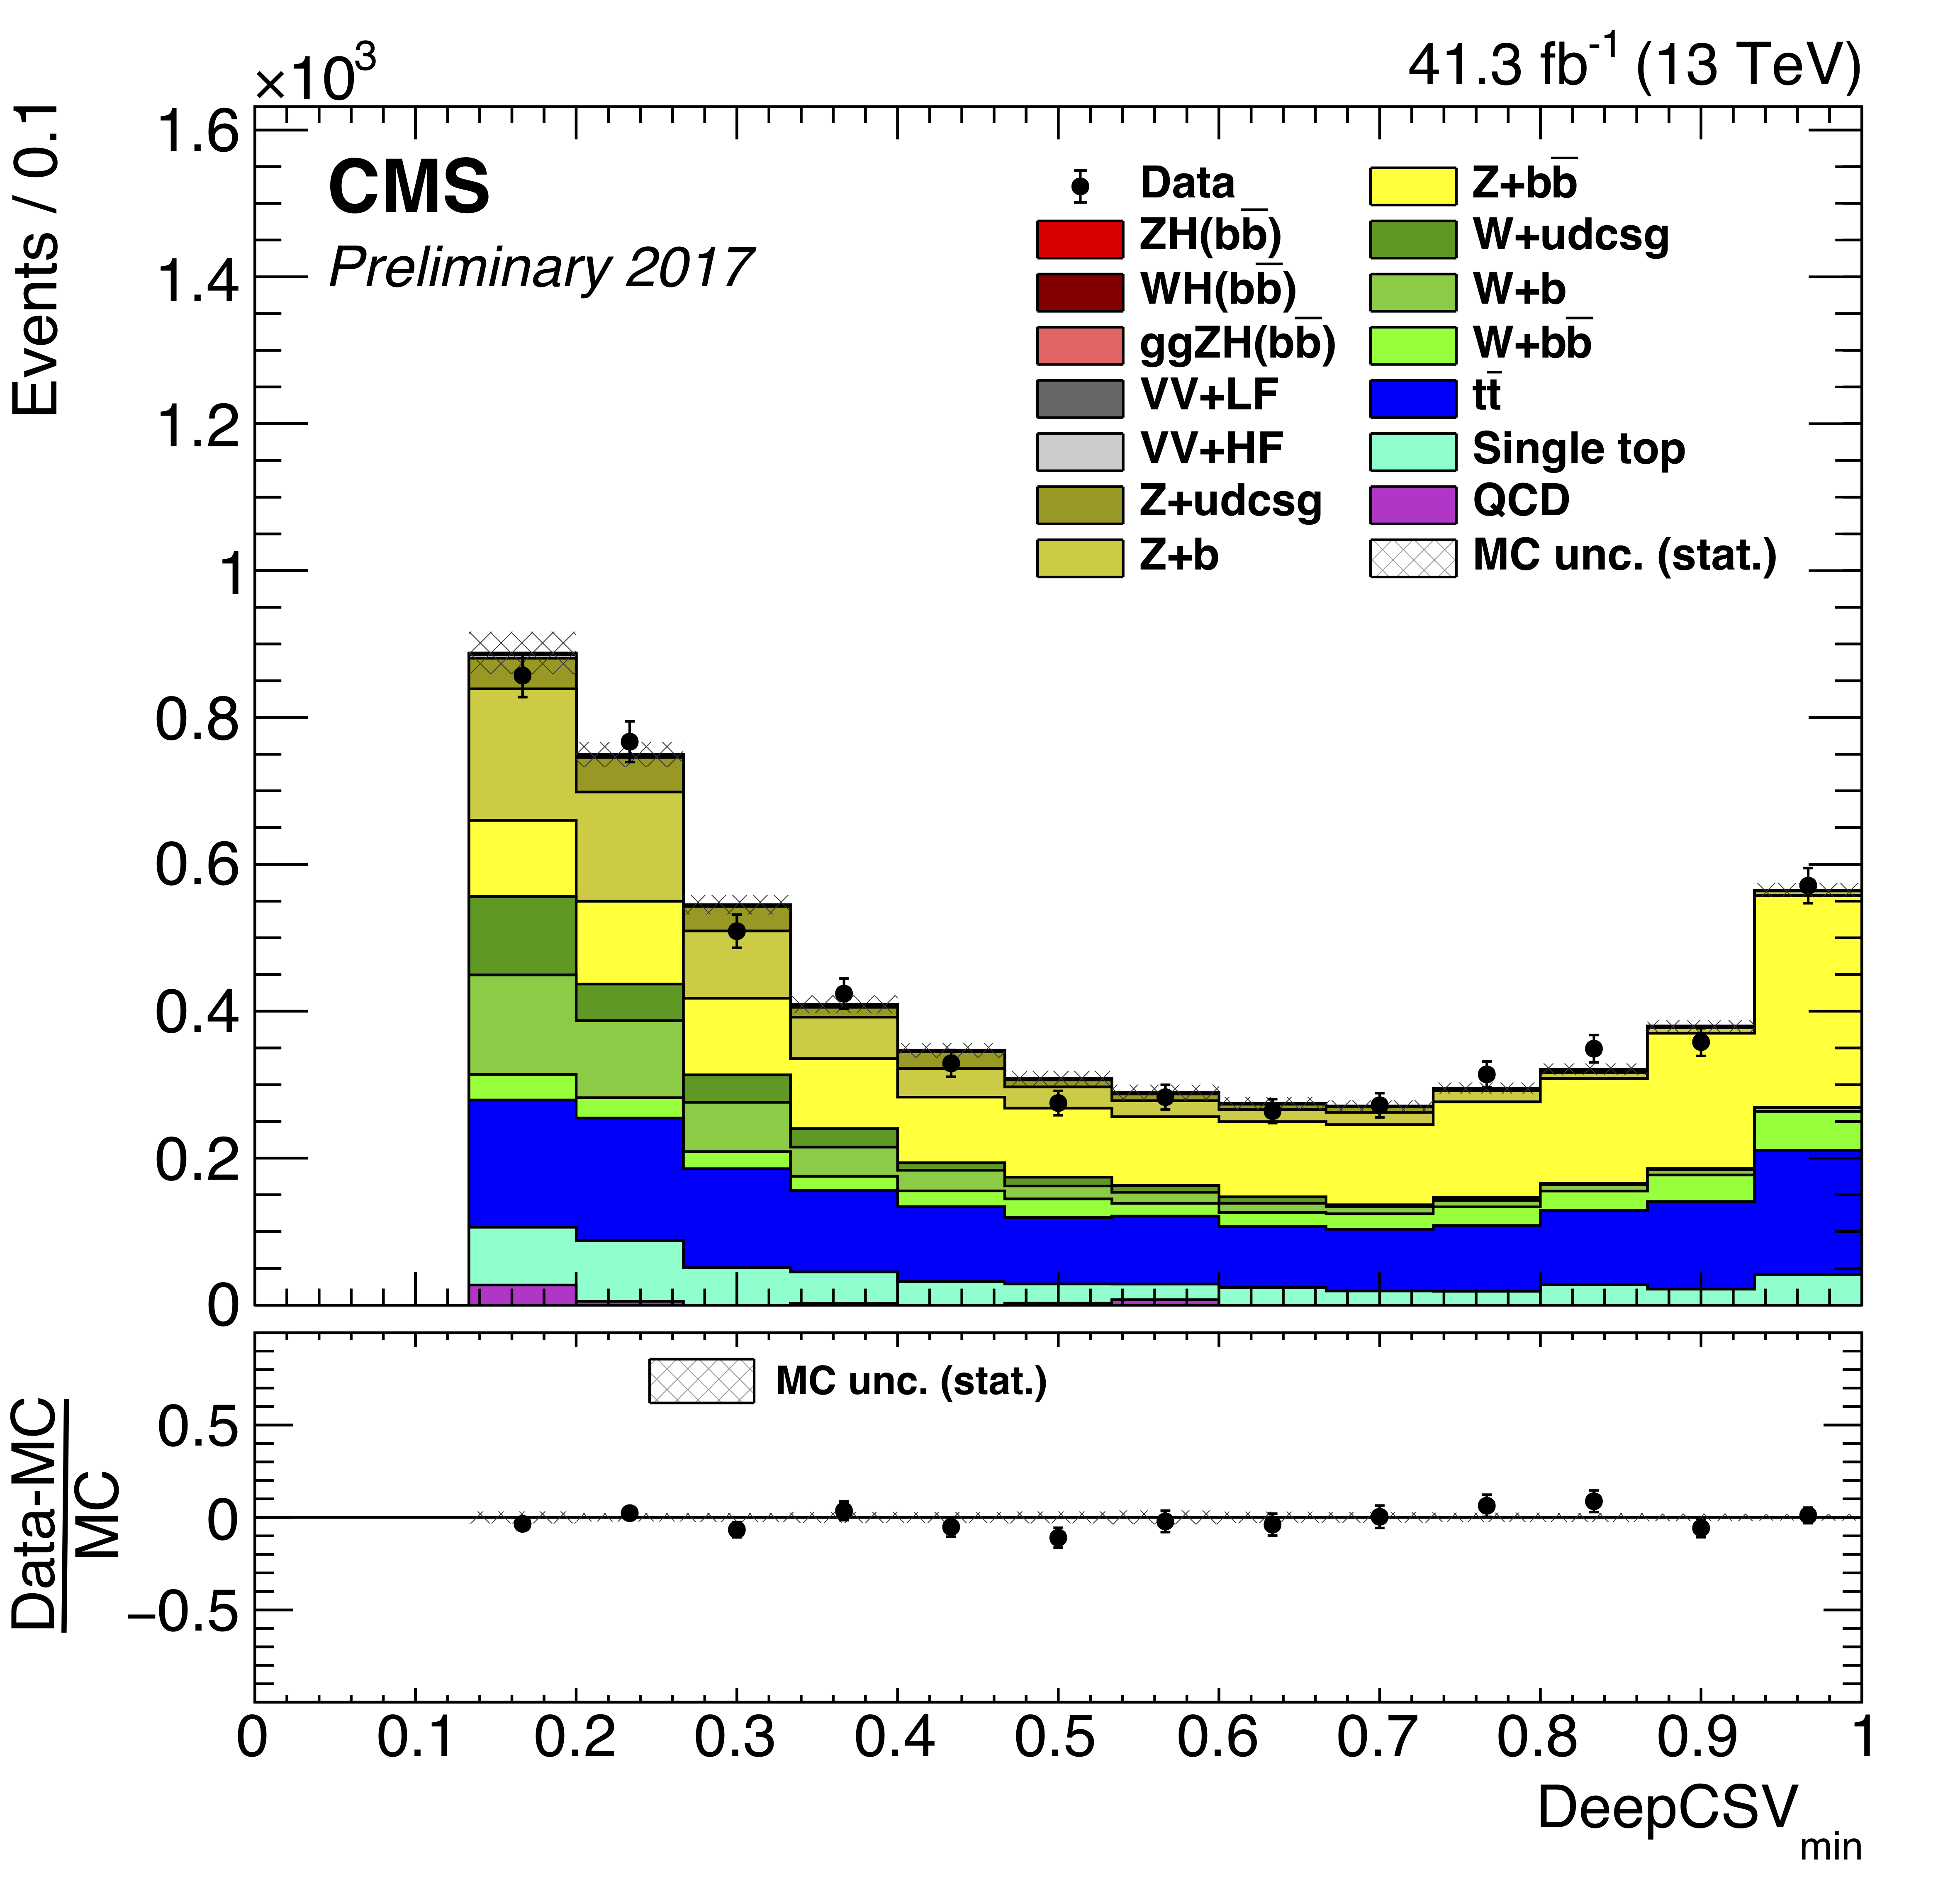 ×10³
41.3 fb⁻¹ (13 TeV)
Events / 0.1
CMS
Preliminary 2017
Data
ZH(bb̅)
WH(bb̅)
ggZH(bb̅)
VV+LF
VV+HF
Z+udcsg
Z+b
Z+bb̅
W+udcsg
W+b
W+bb̅
tt̅
Single top
QCD
MC unc. (stat.)
1.6
1.4
1.2
1
0.8
0.6
0.4
0.2
0
MC unc. (stat.)
Data-MC
MC
0.5
0
−0.5
0 0.1 0.2 0.3 0.4 0.5 0.6 0.7 0.8 0.9 1
DeepCSV
min